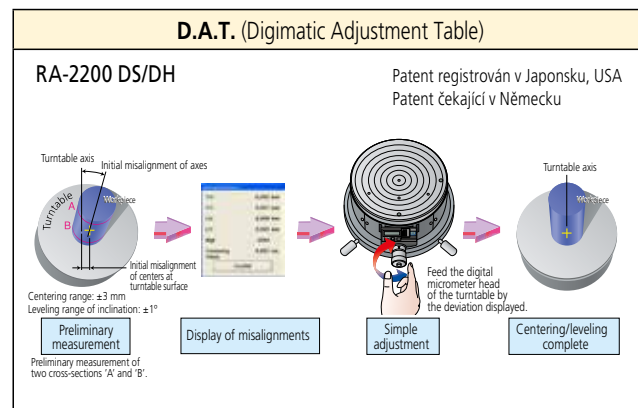 D.A.T. (Digimatic Adjustment Table)
RA-2200 DS/DH
Patent registrován v Japonsku, USA
Patent čekající v Německu
Turntable axis
Initial misalignment of axes
Turntable
Workpiece
A
B
Initial misalignment
of centers at
turntable surface
Centering range: ±3 mm
Leveling range of inclination: ±1°
Preliminary
measurement
Preliminary measurement of
two cross-sections 'A' and 'B'.
Display of misalignments
Feed the digital
micrometer head
of the turntable by
the deviation displayed.
Simple
adjustment
Turntable axis
Workpiece
Centering/leveling
complete